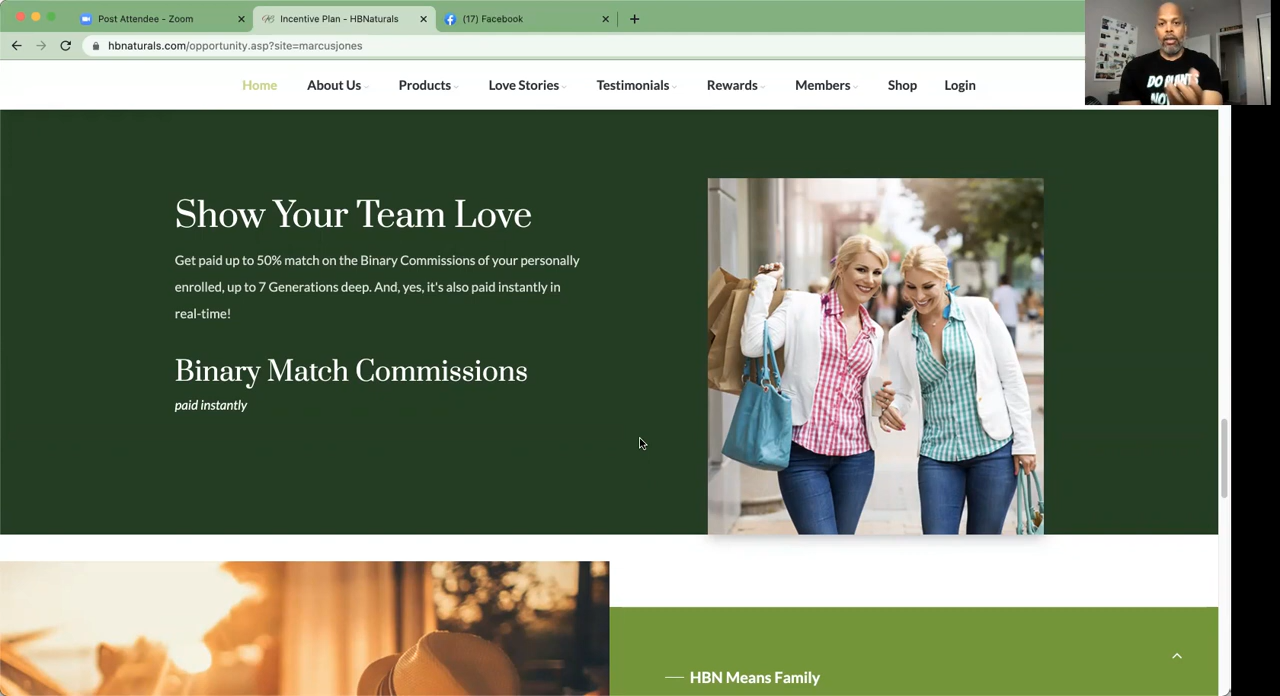 Post Attendee - Zoom
Incentive Plan - HBNaturals
(17) Facebook
hbnaturals.com/opportunity.asp?site=marcusjones
Home About Us Products Love Stories Testimonials Rewards Members Shop Login
DO PLANTS
Show Your Team Love
Get paid up to 50% match on the Binary Commissions of your personally
enrolled, up to 7 Generations deep. And, yes, it's also paid instantly in
real-time!
Binary Match Commissions
paid instantly
HBN Means Family